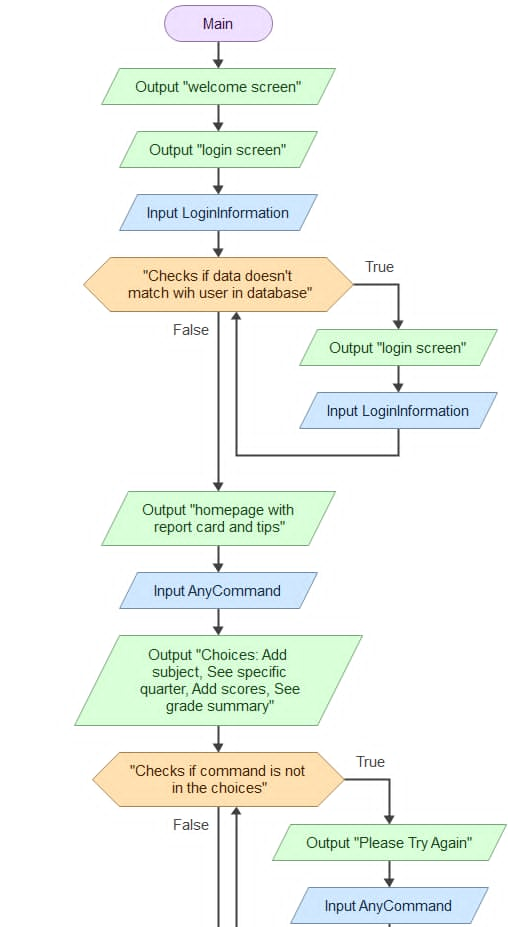 Main
Output "welcome screen"
Output "login screen"
Input LoginInformation
"Checks if data doesn't
match wih user in database"
True
False
Output "login screen"
Input LoginInformation
Output "homepage with
report card and tips"
Input AnyCommand
Output "Choices: Add
subject, See specific
quarter, Add scores, See
grade summary"
"Checks if command is not
in the choices"
True
False
Output "Please Try Again"
Input AnyCommand